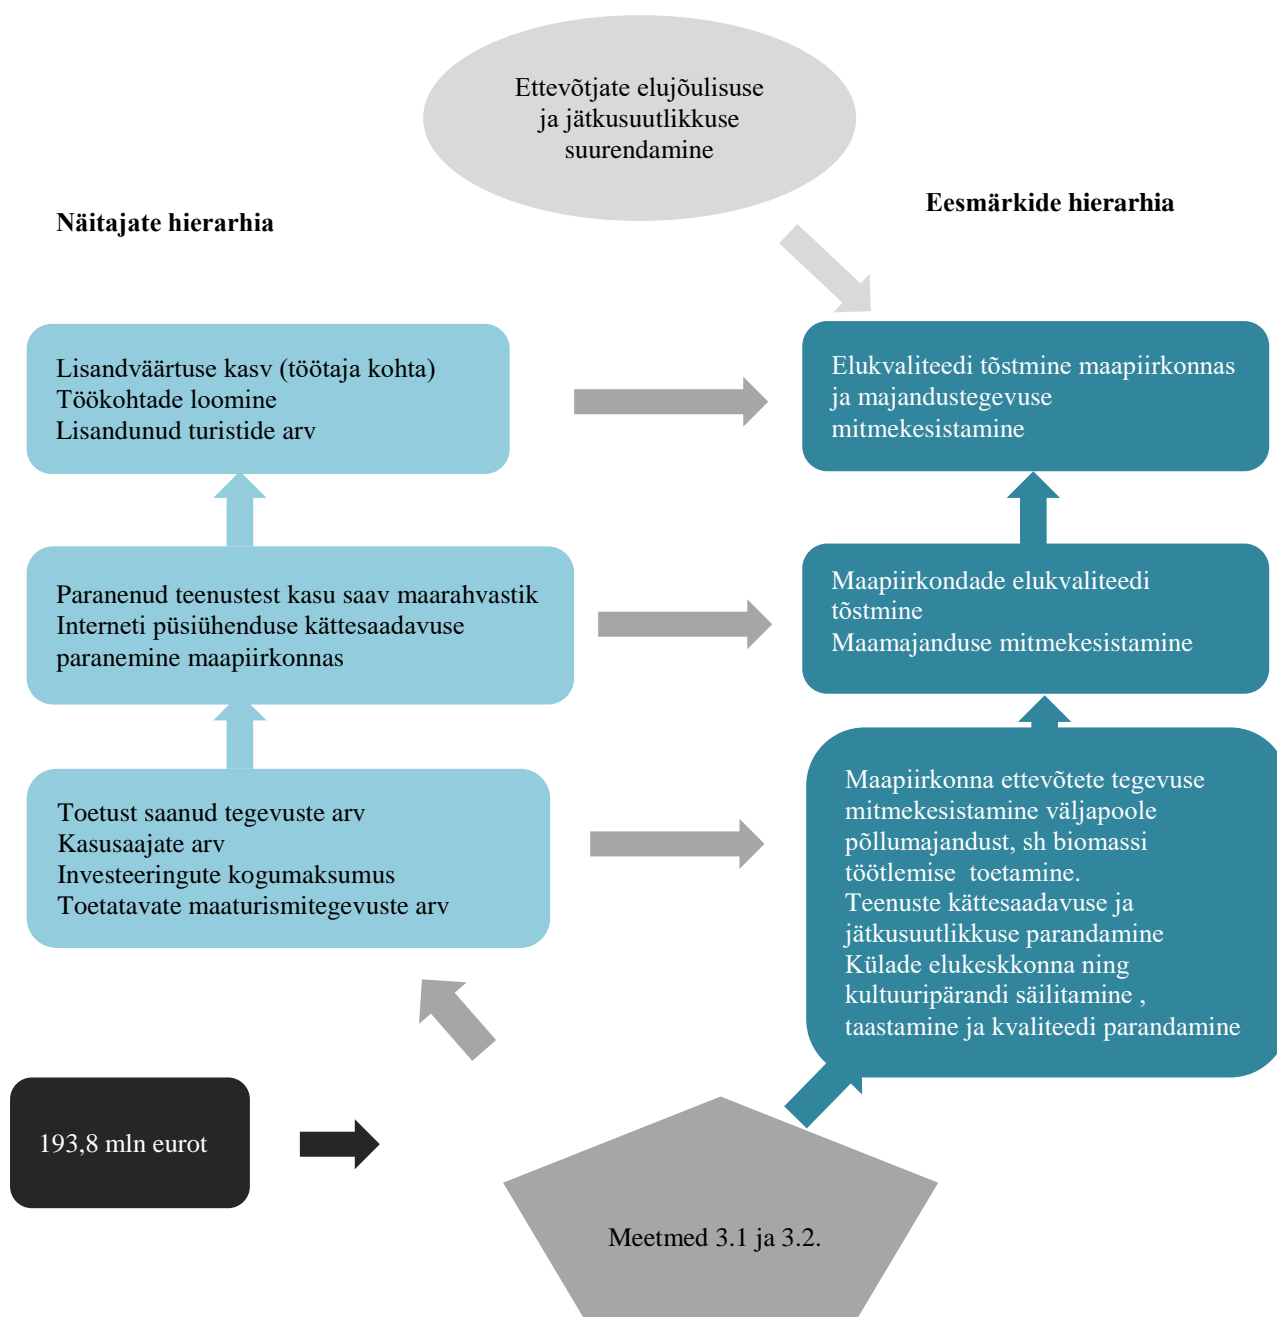 Ettevõtjate elujõulisuse
ja jätkusuutlikkuse
suurendamine
Näitajate hierarhia
Eesmärkide hierarhia
Lisandväärtuse kasv (töötaja kohta)
Töökohtade loomine
Lisandunud turistide arv
Elukvaliteedi tõstmine maapiirkonnas
ja majandustegevuse
mitmekesistamine
Paranenud teenustest kasu saav maarahvastik
Interneti püsiühenduse kättesaadavuse
paranemine maapiirkonnas
Maapiirkondade elukvaliteedi
tõstmine
Maamajanduse mitmekesistamine
Toetust saanud tegevuste arv
Kasusaajate arv
Investeeringute kogumaksumus
Toetatavate maaturismitegevuste arv
Maapiirkonna ettevõtete tegevuse
mitmekesistamine väljapoole
põllumajandust, sh biomassi
töötlemise  toetamine.
Teenuste kättesaadavuse ja
jätkusuutlikkuse parandamine
Külade elukeskkonna ning
kultuuripärandi säilitamine ,
taastamine ja kvaliteedi parandamine
193,8 mln eurot
Meetmed 3.1 ja 3.2.